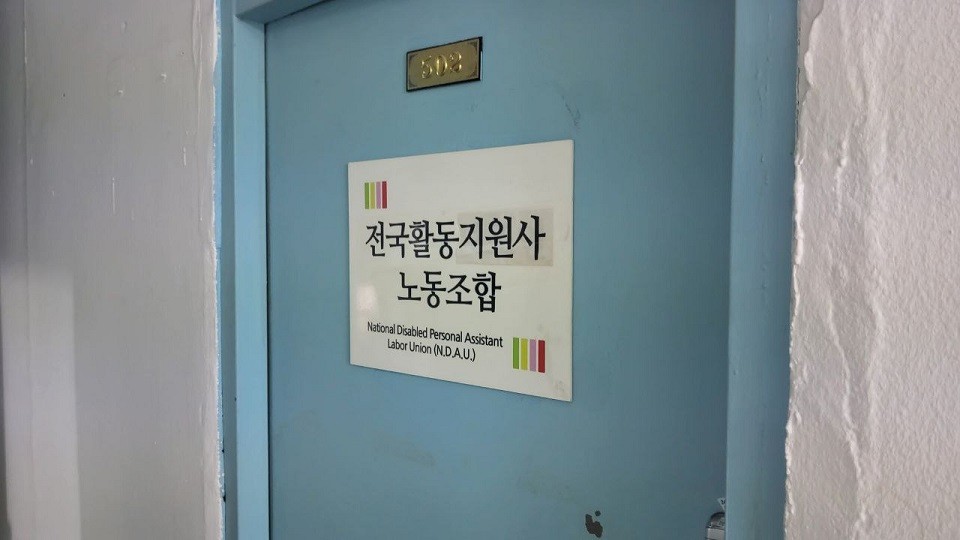 502
전국활동지원사
노동조합
National Disabled Personal Assistant
Labor Union (N.D.A.U.)